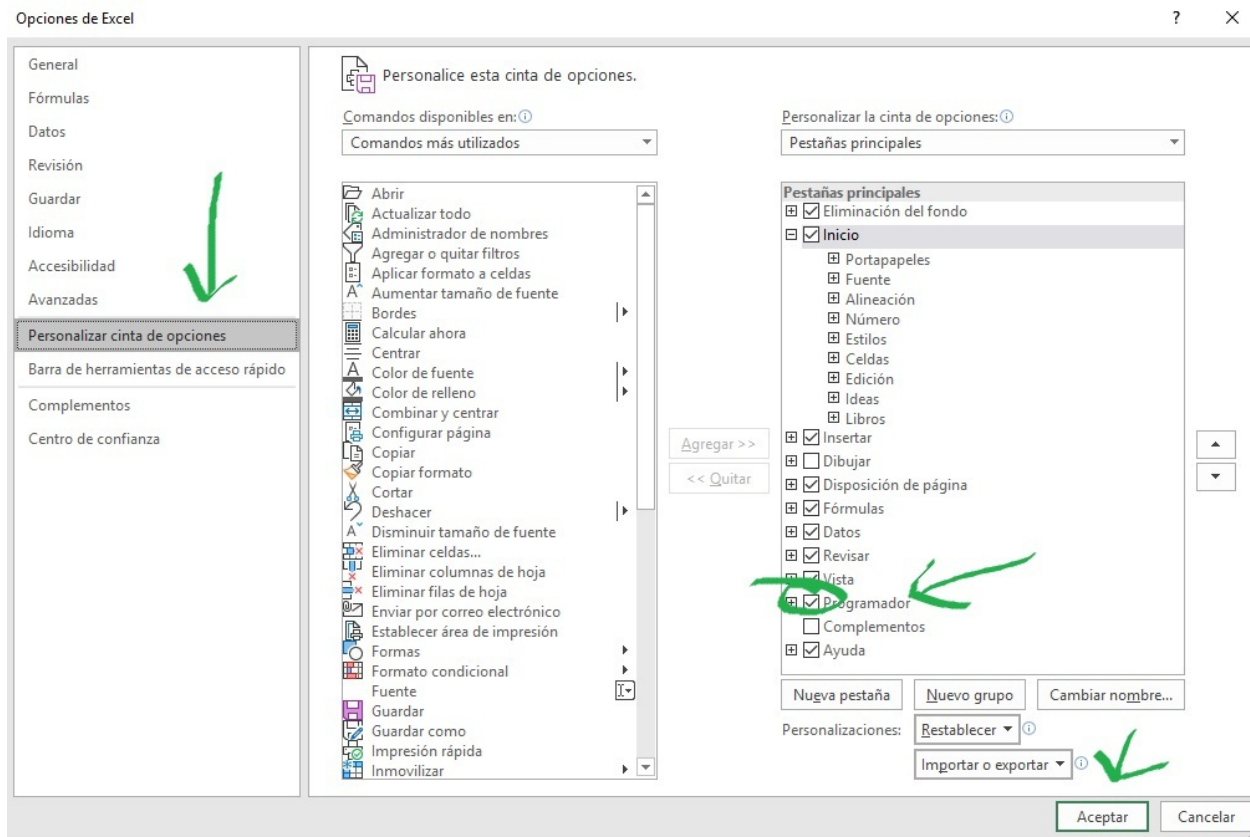 Opciones de Excel
?
General
Fórmulas
Datos
Revisión
Guardar
Idioma
Accesibilidad
Avanzadas
Personalizar cinta de opciones
Barra de herramientas de acceso rápido
Complementos
Centro de confianza
Personalice esta cinta de opciones.
Comandos disponibles en:
Comandos más utilizados
Abrir
Actualizar todo
Administrador de nombres
Agregar o quitar filtros
Aplicar formato a celdas
Aumentar tamaño de fuente
Bordes
Calcular ahora
Centrar
Color de fuente
Color de relleno
Combinar y centrar
Configurar página
Copiar
Copiar formato
Cortar
Deshacer
Disminuir tamaño de fuente
Eliminar celdas...
Eliminar columnas de hoja
Eliminar filas de hoja
Enviar por correo electrónico
Establecer área de impresión
Formas
Formato condicional
Fuente
Guardar
Guardar como
Impresión rápida
Inmovilizar
Agregar >>
<< Quitar
Personalizar la cinta de opciones:
Pestañas principales
Pestañas principales
Eliminación del fondo
Inicio
Portapapeles
Fuente
Alineación
Número
Estilos
Celdas
Edición
Ideas
Libros
Insertar
Dibujar
Disposición de página
Fórmulas
Datos
Revisar
Vista
Programador
Complementos
Ayuda
Nueva pestaña
Nuevo grupo
Cambiar nombre...
Personalizaciones:
Restablecer
Importar o exportar
Aceptar
Cancelar